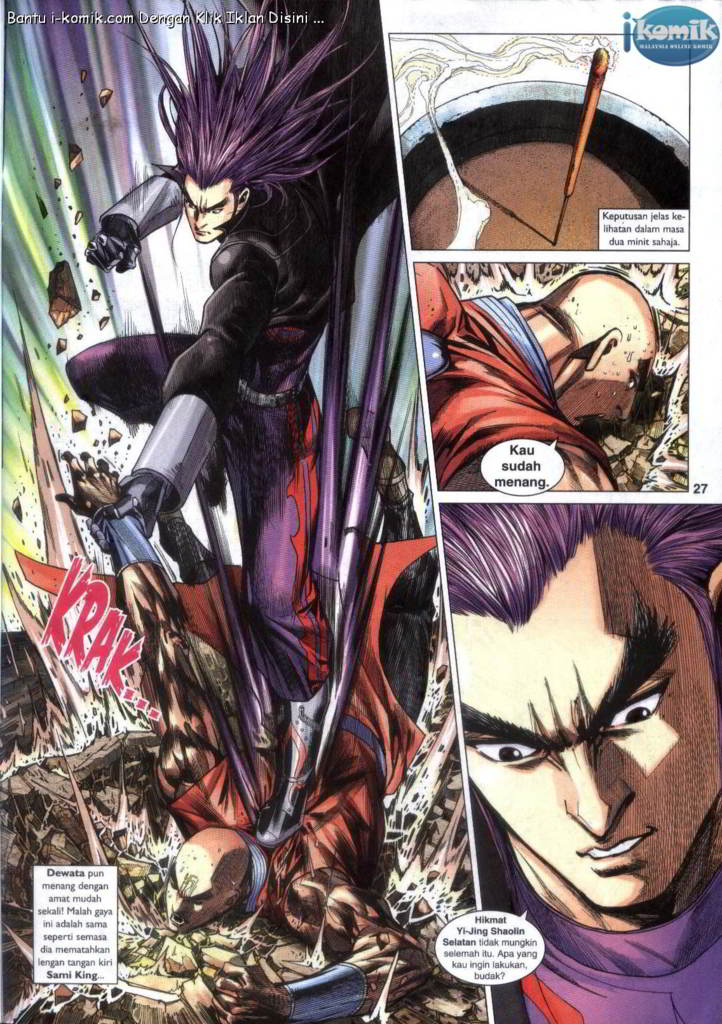 Bantu i-komik.com Dengan Klik Iklan Disini ...
i komik
MALAYSIA ONLINE KOMIK
Keputusan jelas ke-
lihatan dalam masa
dua minit sahaja.
Kau
sudah
menang.
27
KRAK...
Dewata pun
menang dengan
amat mudah
sekali! Malah gaya
ini adalah sama
seperti semasa
dia mematahkan
lengan tangan kiri
Sami King...
Hikmat
Yi-Jing Shaolin
Selatan tidak mungkin
selemah itu. Apa yang
kau ingin lakukan,
budak?